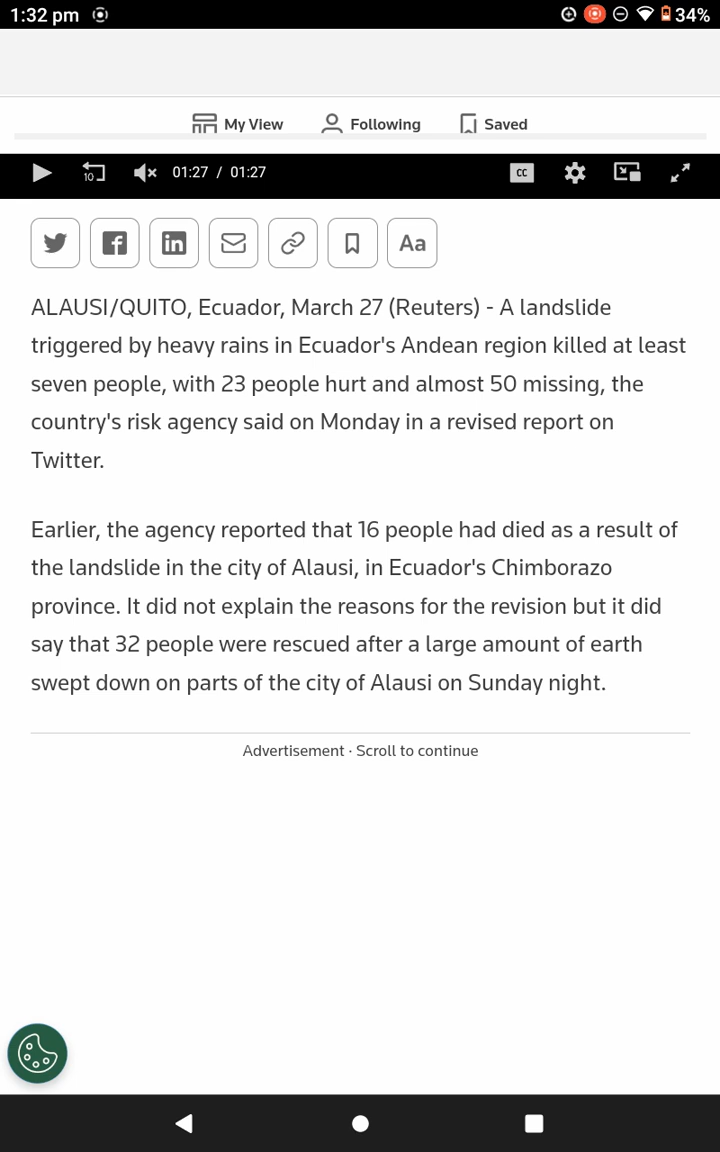 1:32 pm
34%
My View Following Saved
10 01:27 / 01:27 CC
Aa
ALAUSI/QUITO, Ecuador, March 27 (Reuters) - A landslide
triggered by heavy rains in Ecuador's Andean region killed at least
seven people, with 23 people hurt and almost 50 missing, the
country's risk agency said on Monday in a revised report on
Twitter.
Earlier, the agency reported that 16 people had died as a result of
the landslide in the city of Alausi, in Ecuador's Chimborazo
province. It did not explain the reasons for the revision but it did
say that 32 people were rescued after a large amount of earth
swept down on parts of the city of Alausi on Sunday night.
Advertisement · Scroll to continue